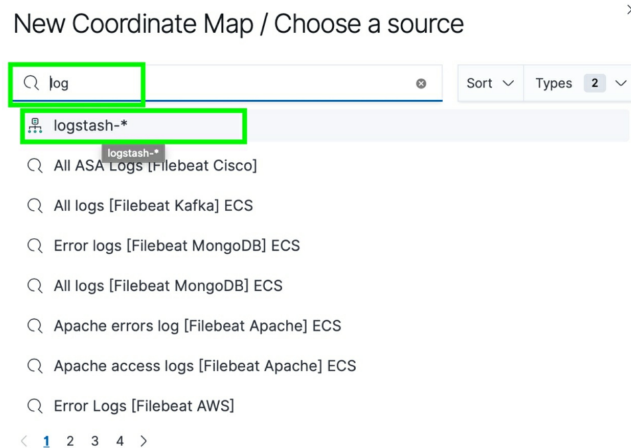 New Coordinate Map / Choose a source
log
Sort
Types 2
logstash-*
logstash-*
All ASA Logs [Filebeat Cisco]
All logs [Filebeat Kafka] ECS
Error logs [Filebeat MongoDB] ECS
All logs [Filebeat MongoDB] ECS
Apache errors log [Filebeat Apache] ECS
Apache access logs [Filebeat Apache] ECS
Error Logs [Filebeat AWS]
< 1 2 3 4 >